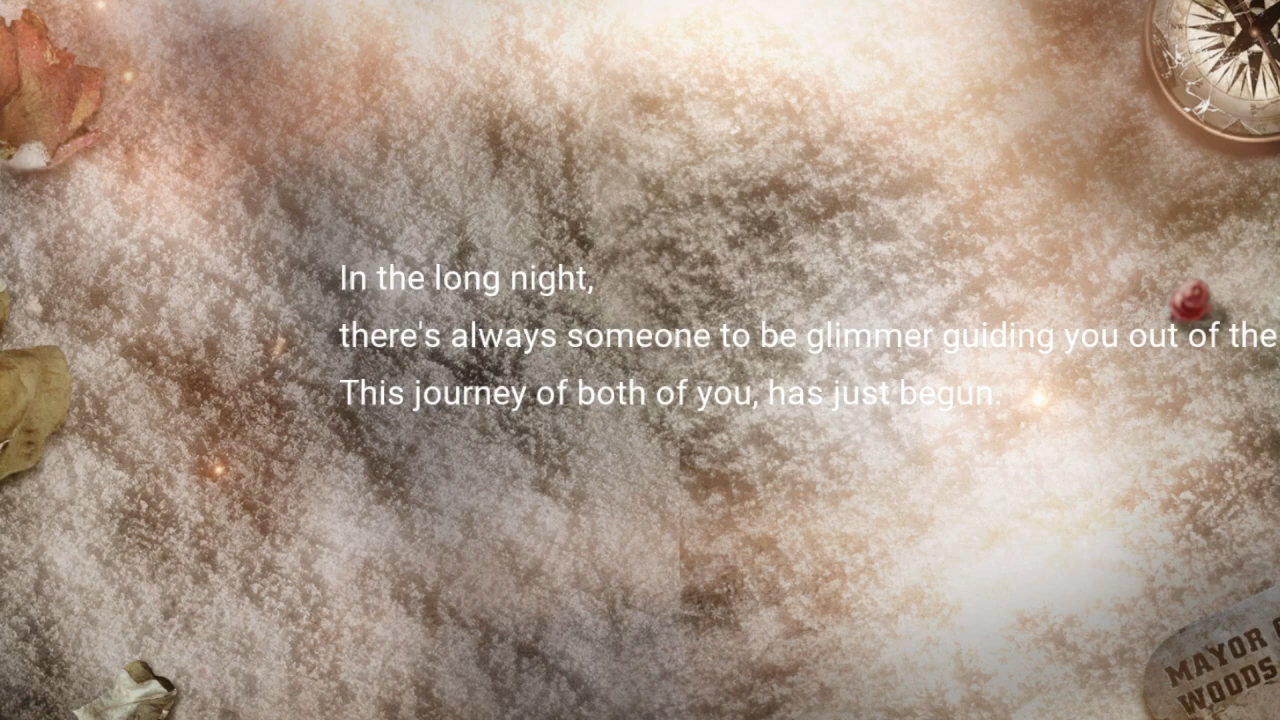 In the long night,
there's always someone to be glimmer guiding you out of the
This journey of both of you, has just begun.
MAYOR
WOODS